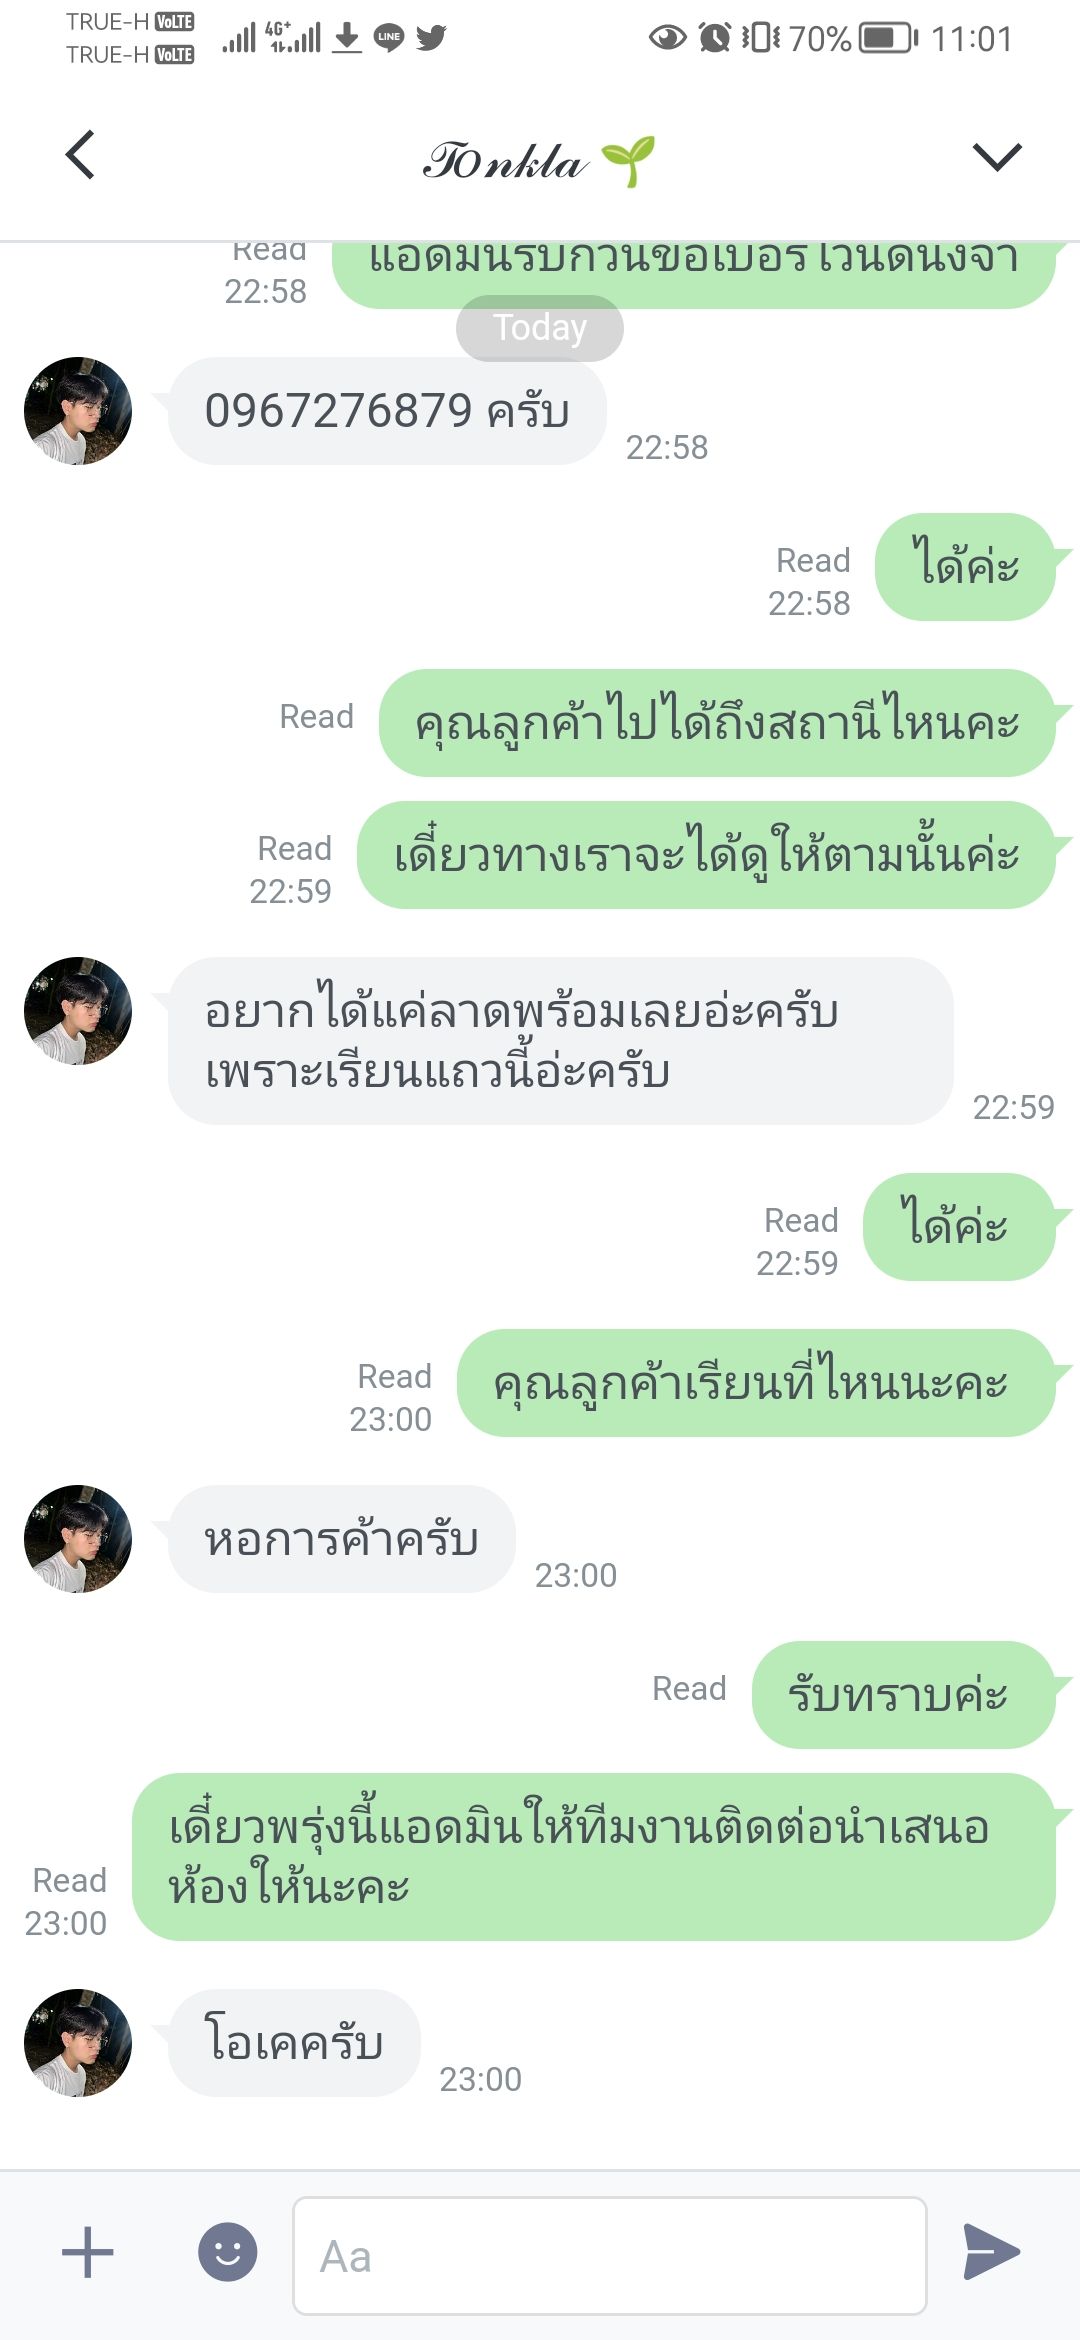 TRUE-H VoLTE
TRUE-H VoLTE
4G+
LINE
70%
11:01
Tonkla 🌱
แอดมินรบกวนขอเบอร์ไว้นิดนึงจ้า
Read
22:58
Today
0967276879 ครับ
22:58
ได้ค่ะ
Read
22:58
คุณลูกค้าไปได้ถึงสถานีไหนคะ
Read
เดี๋ยวทางเราจะได้ดูให้ตามนั้นค่ะ
Read
22:59
อยากได้แค่ลาดพร้อมเลยอ่ะครับ
เพราะเรียนแถวนี้อ่ะครับ
22:59
ได้ค่ะ
Read
22:59
คุณลูกค้าเรียนที่ไหนนะคะ
Read
23:00
หอการค้าครับ
23:00
รับทราบค่ะ
Read
เดี๋ยวพรุ่งนี้แอดมินให้ทีมงานติดต่อนำเสนอ
ห้องให้นะคะ
Read
23:00
โอเคครับ
23:00
Aa